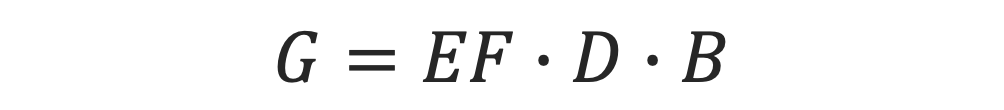 G = EF · D · B